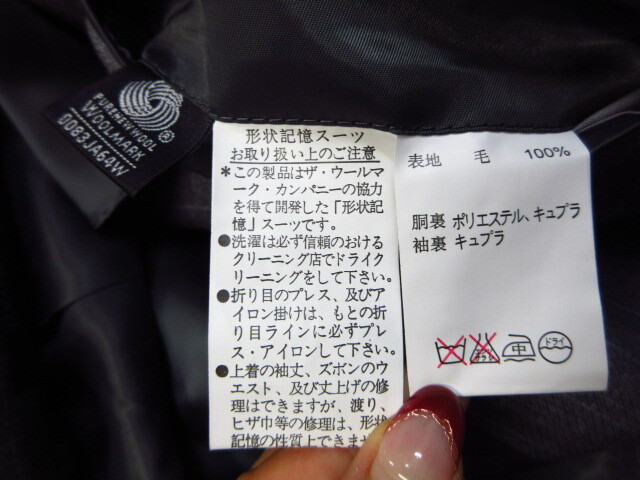 PURE NEW WOOL
WOOLMARK
0083JA64W
形状記憶スーツ
お取り扱い上のご注意
*この製品はザ・ウールマ
ーク・カンパニーの協力
を得て開発した「形状記
憶」スーツです。
●洗濯は必ず信頼のおける
クリーニング店でドライク
リーニングをして下さい。
●折り目のプレス、及びア
イロン掛けは、もとの折
り目ラインに必ずプレ
ス・アイロンして下さい。
●上着の袖丈、ズボンのウ
エスト、及び丈上げの修
理はできますが、渡り、
ヒザ巾等の修理は、形状
記憶の性質上できませ
表地 毛 100%
胴裏 ポリエステル、キュプラ
袖裏 キュプラ
エンソサラシ
中
ドライ